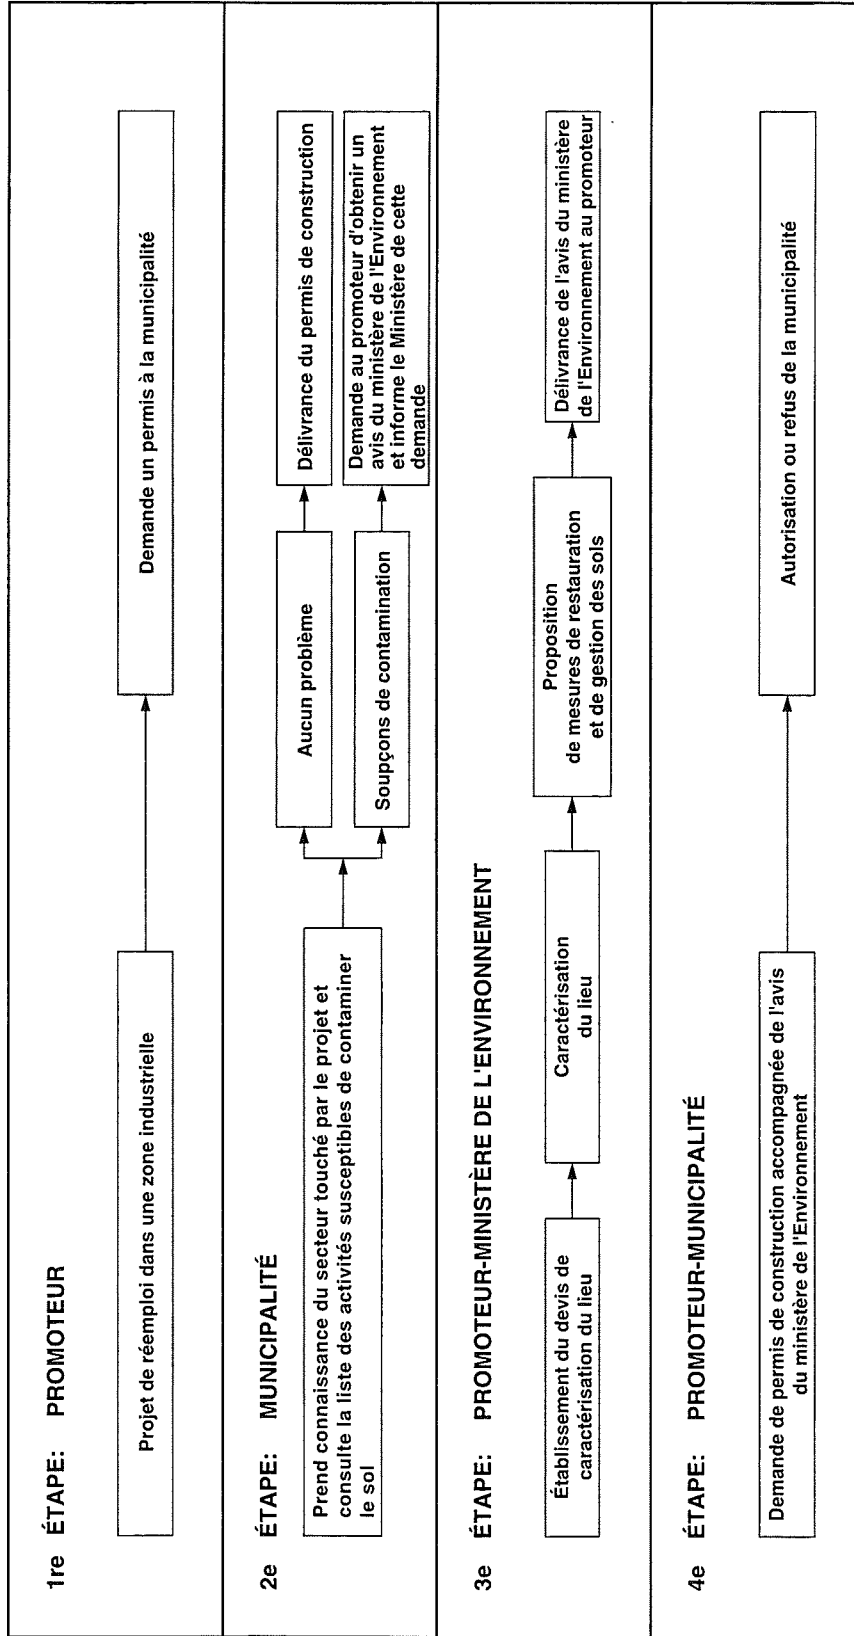 1re ÉTAPE: PROMOTEUR
Projet de réemploi dans une zone industrielle
Demande un permis à la municipalité
2e ÉTAPE: MUNICIPALITÉ
Prend connaissance du secteur touché par le projet et
consulte la liste des activités susceptibles de contaminer
le sol
Aucun problème
Délivrance du permis de construction
Soupçons de contamination
Demande au promoteur d'obtenir un
avis du ministère de l'Environnement
et informe le Ministère de cette
demande
3e ÉTAPE: PROMOTEUR-MINISTÈRE DE L'ENVIRONNEMENT
Établissement du devis de
caractérisation du lieu
Caractérisation
du lieu
Proposition
de mesures de restauration
et de gestion des sols
Délivrance de l'avis du ministère
de l'Environnement au promoteur
4e ÉTAPE: PROMOTEUR-MUNICIPALITÉ
Demande de permis de construction accompagnée de l'avis
du ministère de l'Environnement
Autorisation ou refus de la municipalité